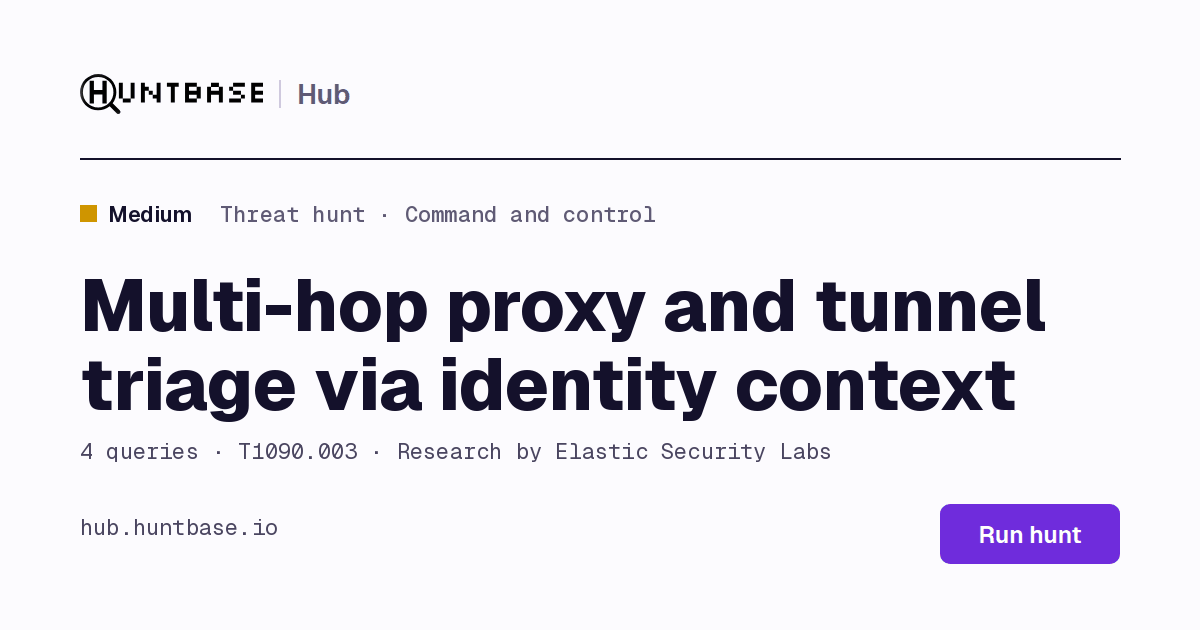 HUNTBASE Hub
Medium Threat hunt · Command and control
Multi-hop proxy and tunnel
triage via identity context
4 queries · T1090.003 · Research by Elastic Security Labs
hub.huntbase.io
Run hunt